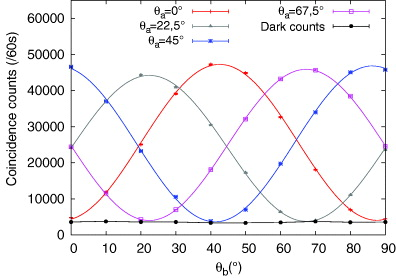 θa=0°
θa=22,5°
θa=45°
θa=67,5°
Dark counts
Coincidence counts (/60s)
60000
50000
40000
30000
20000
10000
0
0 10 20 30 40 50 60 70 80 90
θb(°)